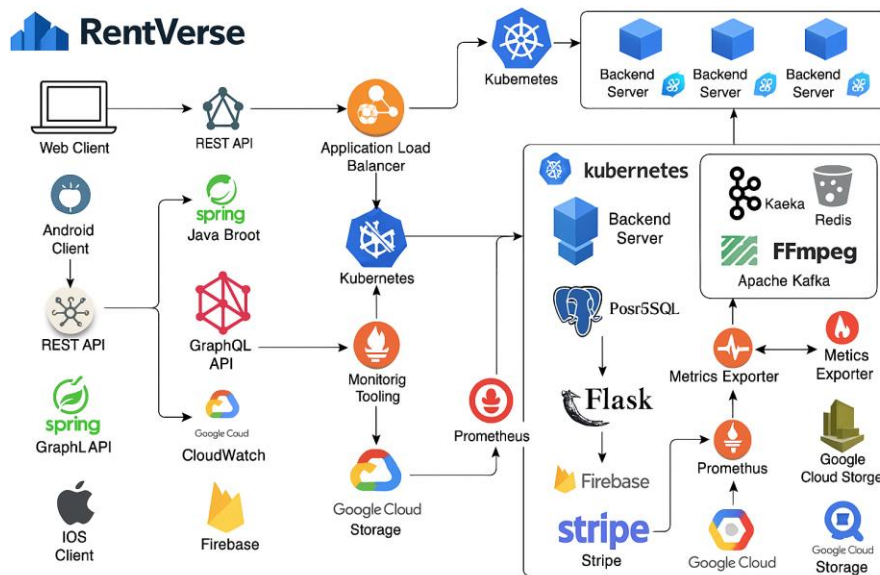 RentVerse
Kubernetes
Backend
Server
Backend
Server
Backend
Server
Web Client
REST API
Application Load
Balancer
Android
Client
spring
Java Broot
Kubernetes
REST API
GraphQL
API
Monitorig
Tooling
spring
GraphLAPI
Google Cloud
CloudWatch
Prometheus
Google Cloud
Storage
IOS
Client
Firebase
kubernetes
Backend
Server
Posr5SQL
Flask
Firebase
stripe
Stripe
Kaeka
Redis
FFmpeg
Apache Kafka
Metrics Exporter
Metics
Exporter
Promethus
Google
Cloud Storge
Google Cloud
Google Cloud
Storage